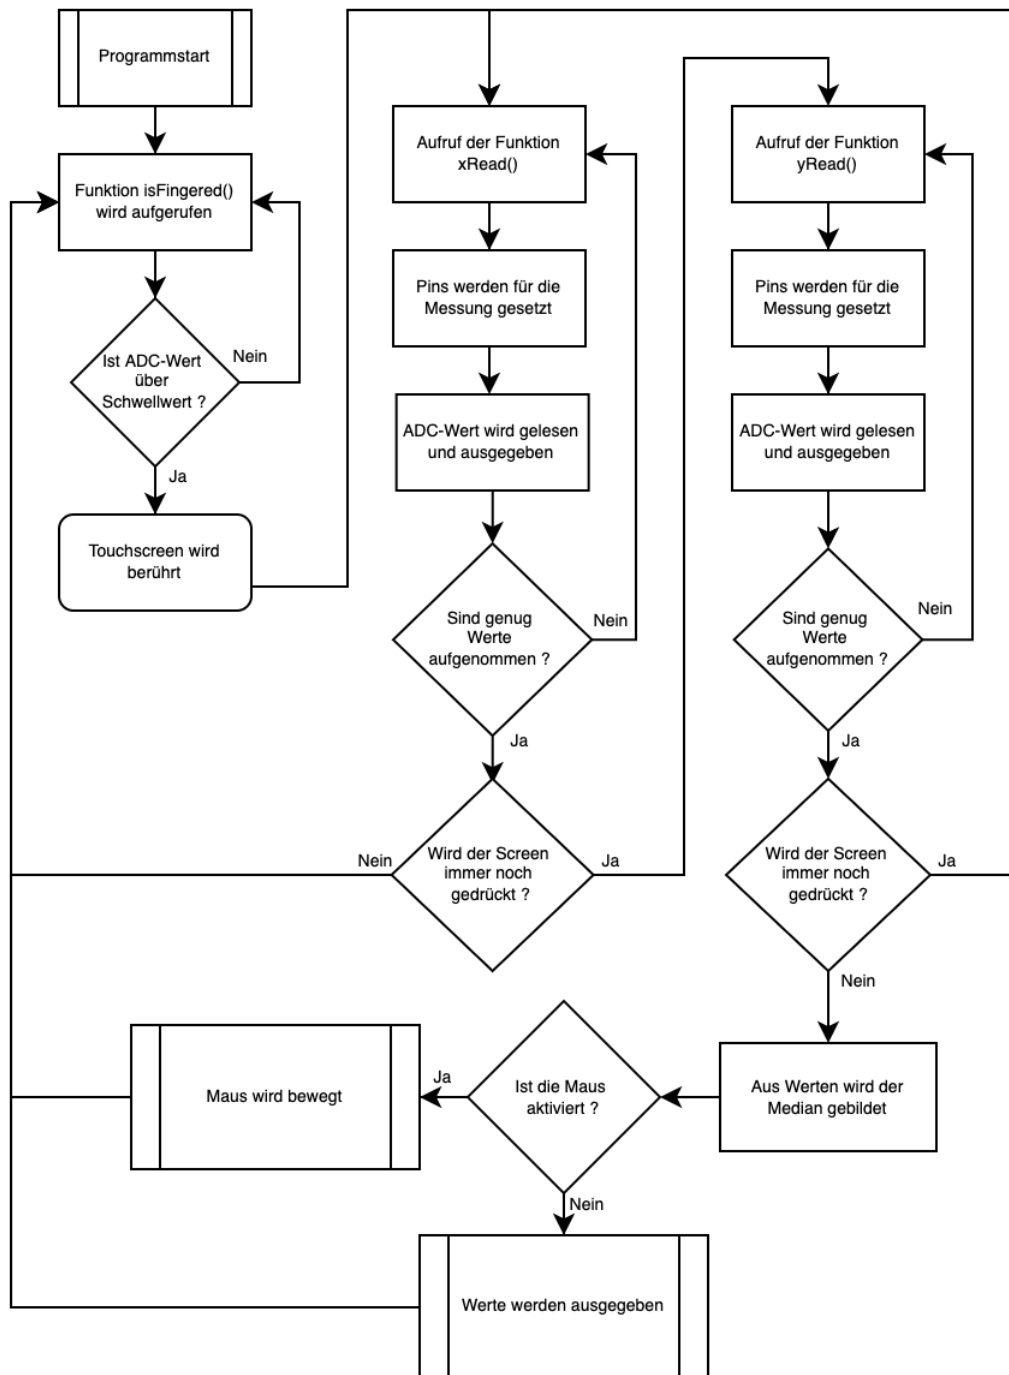 Programmstart
Funktion isFingered()
wird aufgerufen
Ist ADC-Wert
über
Schwellwert ?
Nein
Ja
Touchscreen wird
berührt
Aufruf der Funktion
xRead()
Pins werden für die
Messung gesetzt
ADC-Wert wird gelesen
und ausgegeben
Sind genug
Werte
aufgenommen ?
Nein
Ja
Wird der Screen
immer noch
gedrückt ?
Nein
Ja
Aufruf der Funktion
yRead()
Pins werden für die
Messung gesetzt
ADC-Wert wird gelesen
und ausgegeben
Sind genug
Werte
aufgenommen ?
Nein
Ja
Wird der Screen
immer noch
gedrückt ?
Ja
Nein
Aus Werten wird der
Median gebildet
Ist die Maus
aktiviert ?
Ja
Nein
Maus wird bewegt
Werte werden ausgegeben